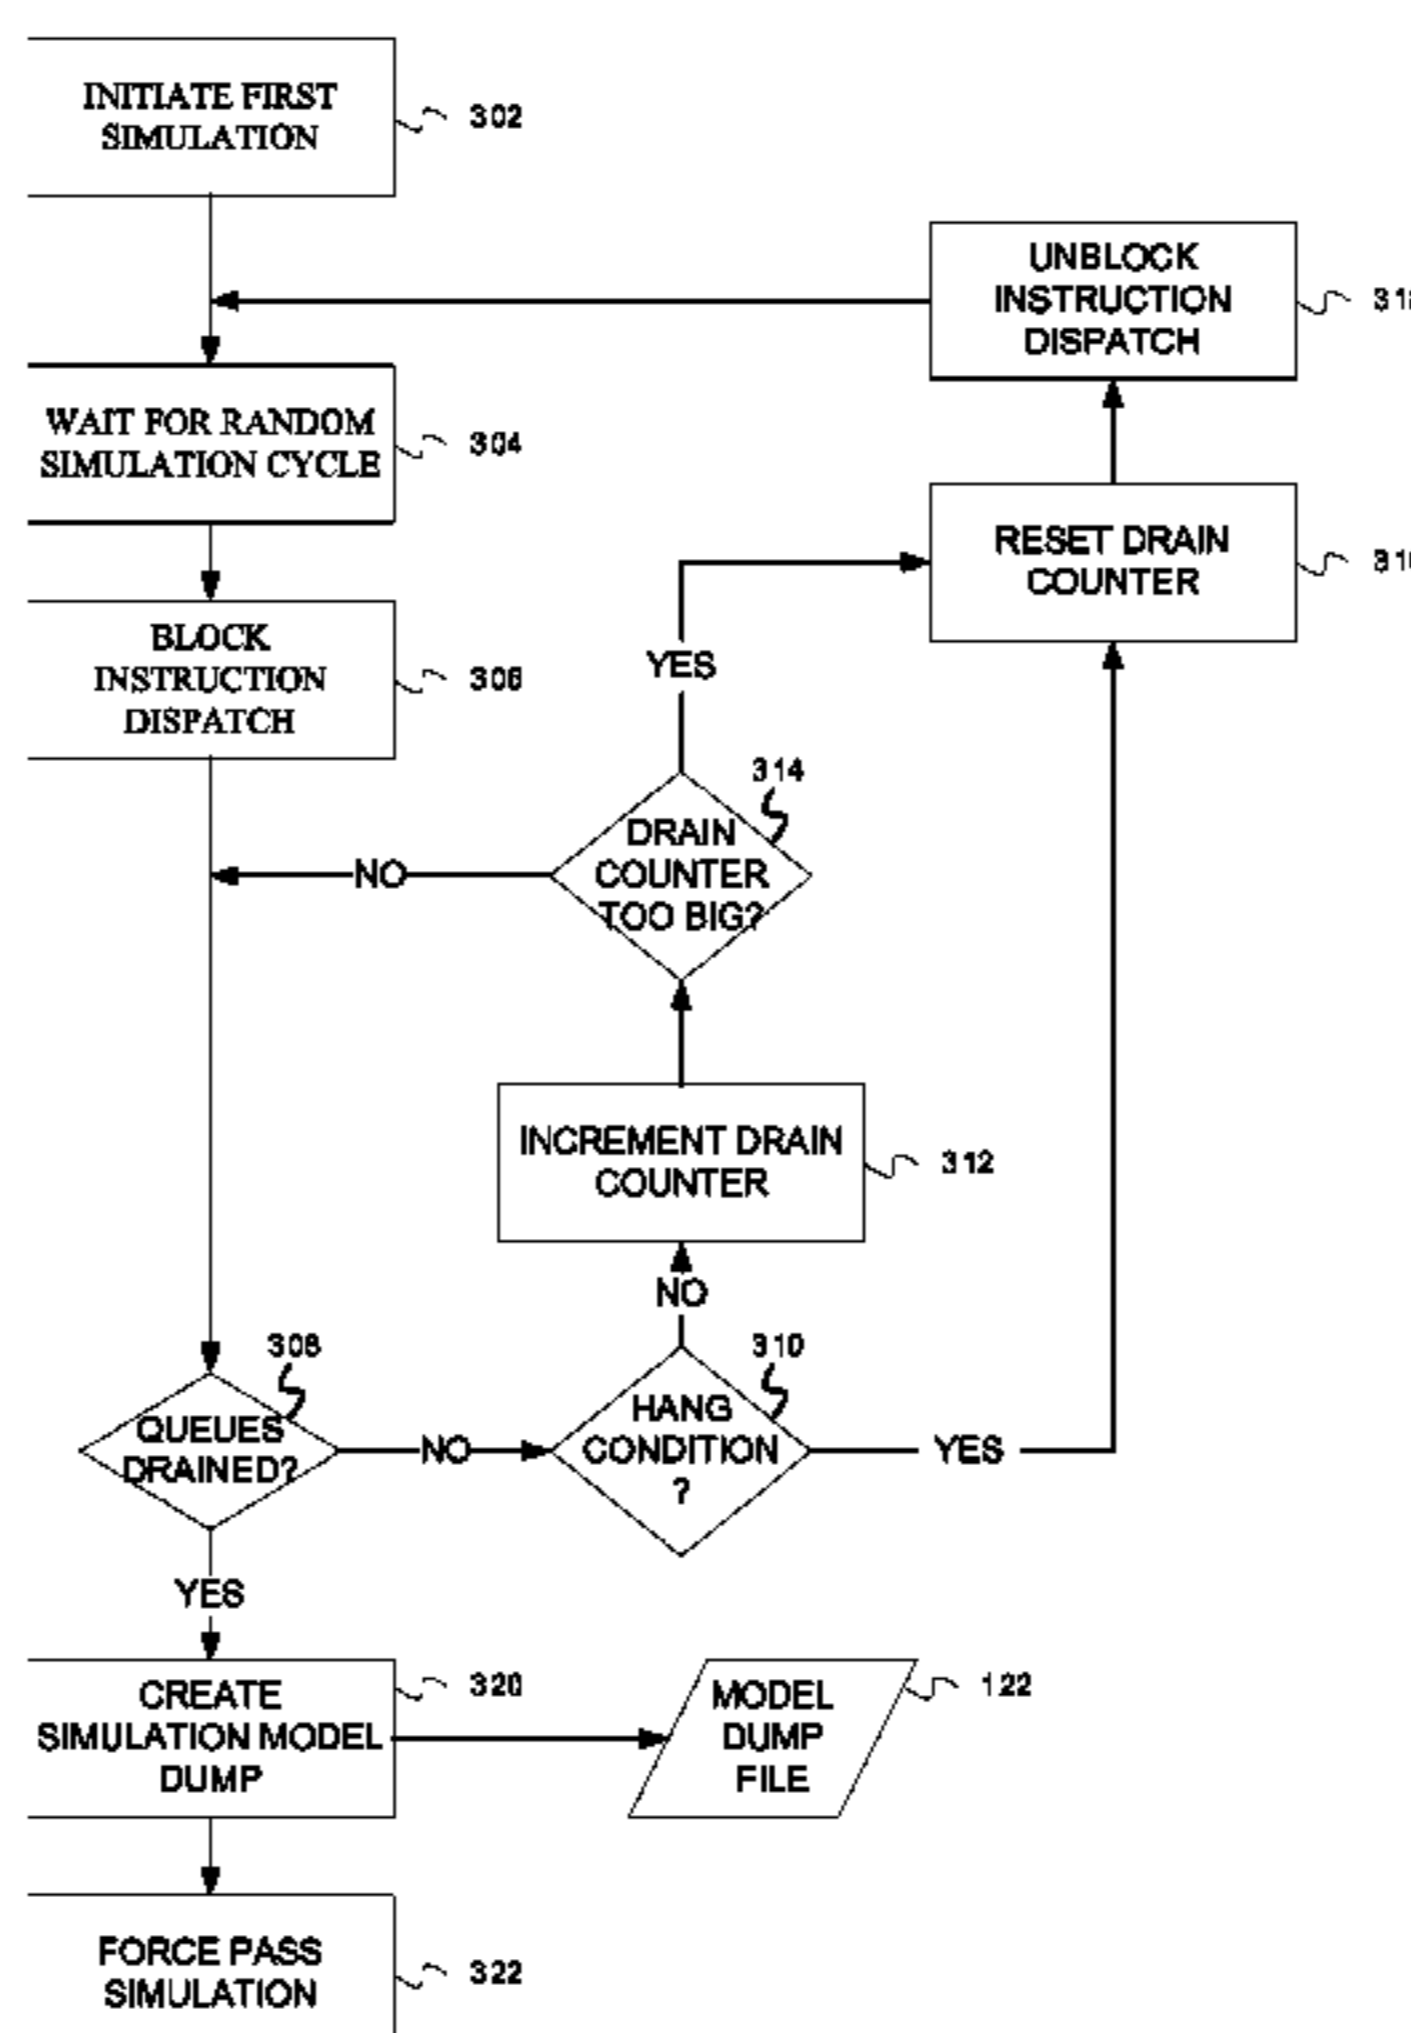 INITIATE FIRST
SIMULATION
302
UNBLOCK
INSTRUCTION
DISPATCH
WAIT FOR RANDOM
SIMULATION CYCLE
304
RESET DRAIN
COUNTER
BLOCK
INSTRUCTION
DISPATCH
306
YES
314
DRAIN
COUNTER
TOO BIG?
NO
INCREMENT DRAIN
COUNTER
312
NO
308
QUEUES
DRAINED?
NO
310
HANG
CONDITION
?
YES
YES
CREATE
SIMULATION MODEL
DUMP
320
MODEL
DUMP
FILE
122
FORCE PASS
SIMULATION
322